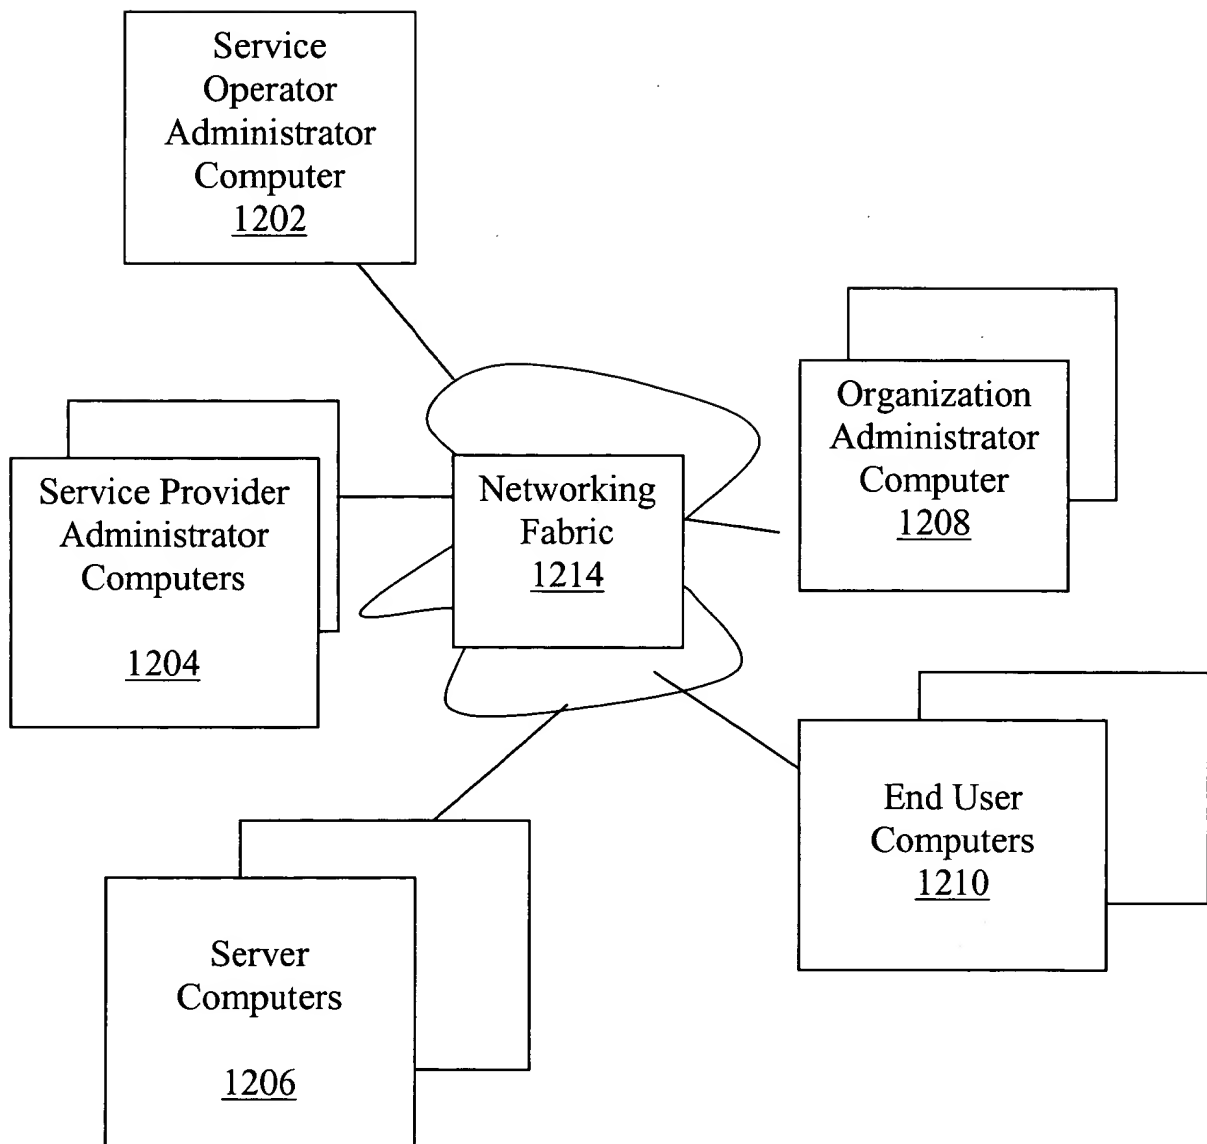 Service
Operator
Administrator
Computer
1202
Organization
Administrator
Computer
1208
Service Provider
Administrator
Computers
1204
Networking
Fabric
1214
End User
Computers
1210
Server
Computers
1206